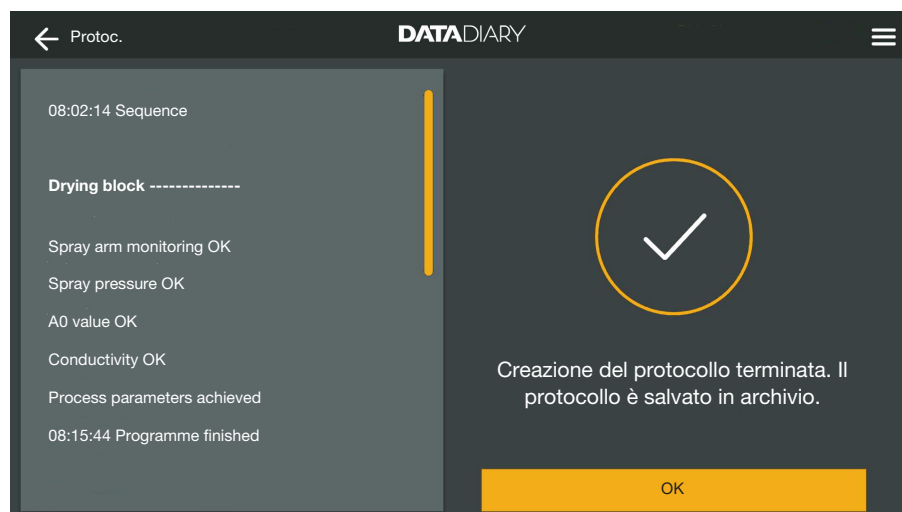 Protoc.
DATADIARY
08:02:14 Sequence
Drying block --------------
Spray arm monitoring OK
Spray pressure OK
A0 value OK
Conductivity OK
Process parameters achieved
08:15:44 Programme finished
Creazione del protocollo terminata. Il
protocollo è salvato in archivio.
OK